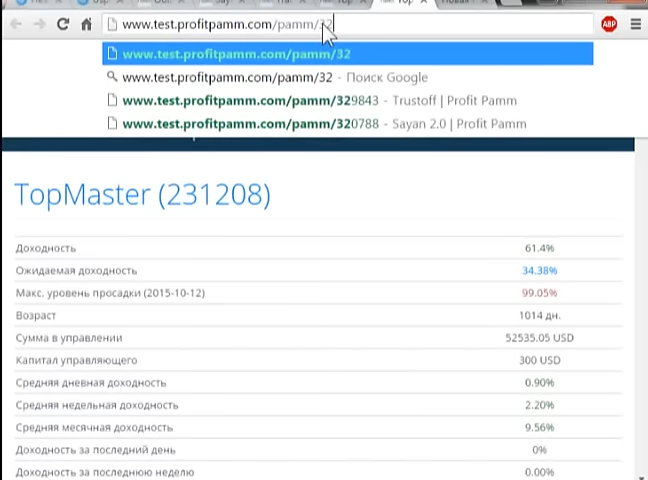 www.test.profitpamm.com/pamm/32
www.test.profitpamm.com/pamm/32
www.test.profitpamm.com/pamm/32 - Поиск Google
www.test.profitpamm.com/pamm/329843 - Trustoff | Profit Pamm
www.test.profitpamm.com/pamm/320788 - Sayan 2.0 | Profit Pamm
ABP
TopMaster (231208)
Доходность 61.4%
Ожидаемая доходность 34.38%
Макс. уровень просадки (2015-10-12) 99.05%
Возраст 1014 дн.
Сумма в управлении 52535.05 USD
Капитал управляющего 300 USD
Средняя дневная доходность 0.90%
Средняя недельная доходность 2.20%
Средняя месячная доходность 9.56%
Доходность за последний день 0%
Доходность за последнюю неделю 0.00%